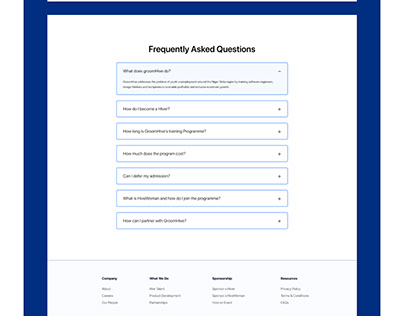 Frequently Asked Questions
What does groomHive do?
GroomHive addresses the problem of youth unemployment around the Niger Delta region by training software engineers,
design thinkers and techpreneurs to enable profitable and inclusive economic growth.
How do I become a Hiver?
How long is GroomHive's training Programme?
How much does the program cost?
Can I defer my admission?
What is HiveWoman and how do I join the programme?
How can I partner with GroomHive?
Company What We Do Sponsorship Resources
About Hire Talent Sponsor a Hiver Privacy Policy
Careers Product Development Sponsor a HiveWoman Terms & Conditions
Our People Partnerships Host an Event FAQs